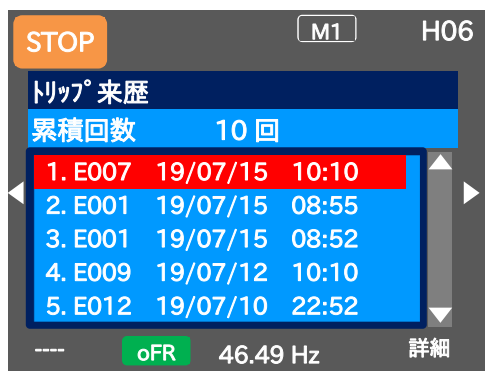 STOP M1 H06
ﾄﾘｯﾌﾟ来歴
累積回数 10 回
1. E007 19/07/15 10:10
2. E001 19/07/15 08:55
3. E001 19/07/15 08:52
4. E009 19/07/12 10:10
5. E012 19/07/10 22:52
---- oFR 46.49 Hz 詳細